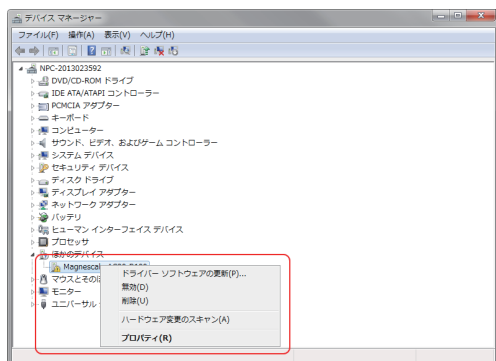 デバイス マネージャー
ファイル(F) 操作(A) 表示(V) ヘルプ(H)
NPC-2013023592
DVD/CD-ROM ドライブ
IDE ATA/ATAPI コントローラー
PCMCIA アダプター
キーボード
コンピューター
サウンド、ビデオ、およびゲーム コントローラー
システム デバイス
セキュリティ デバイス
ディスク ドライブ
ディスプレイ アダプター
ネットワーク アダプター
バッテリ
ヒューマン インターフェイス デバイス
プロセッサ
ほかのデバイス
Magnescale
ドライバー ソフトウェアの更新(P)...
マウスとそのほ
無効(D)
モニター
削除(U)
ユニバーサル
ハードウェア変更のスキャン(A)
プロパティ(R)